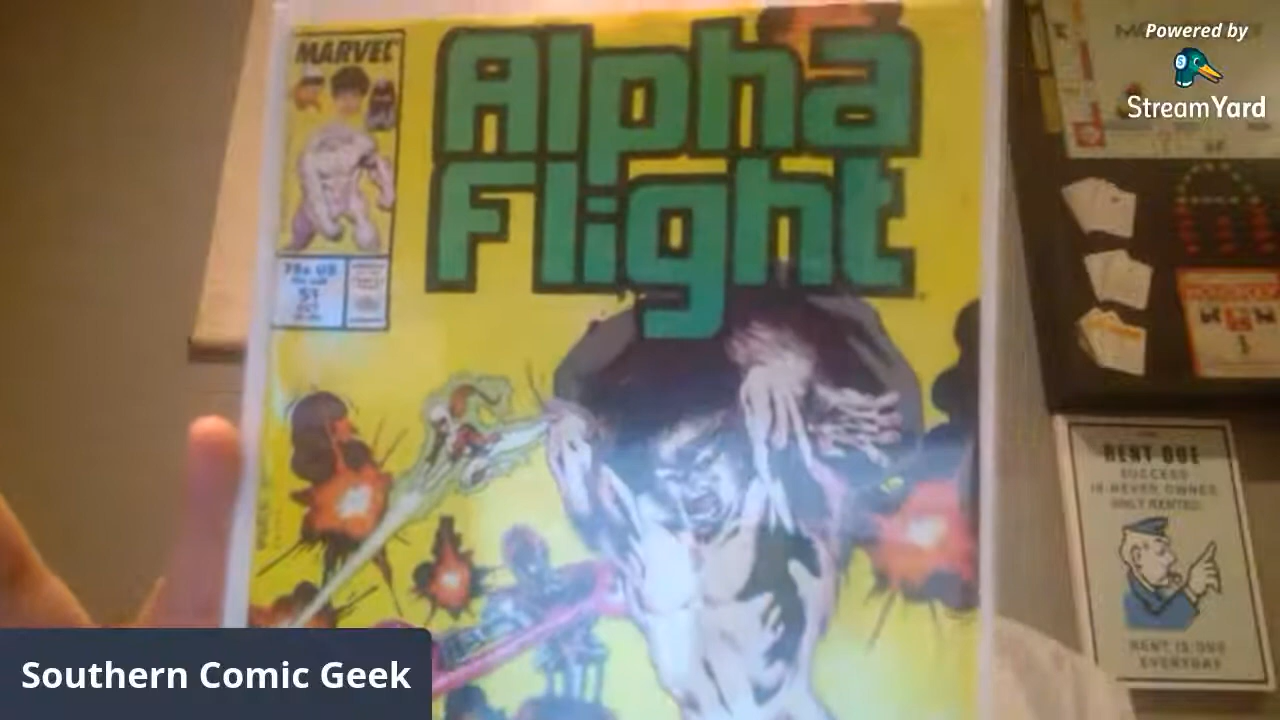 MARVEL
Alpha
Flight
75¢ US
51
Powered by
StreamYard
RENT DUE
SUCCESS
IS NEVER OWNED
ONLY RENTED.
RENT IS DUE
EVERYDAY
Southern Comic Geek